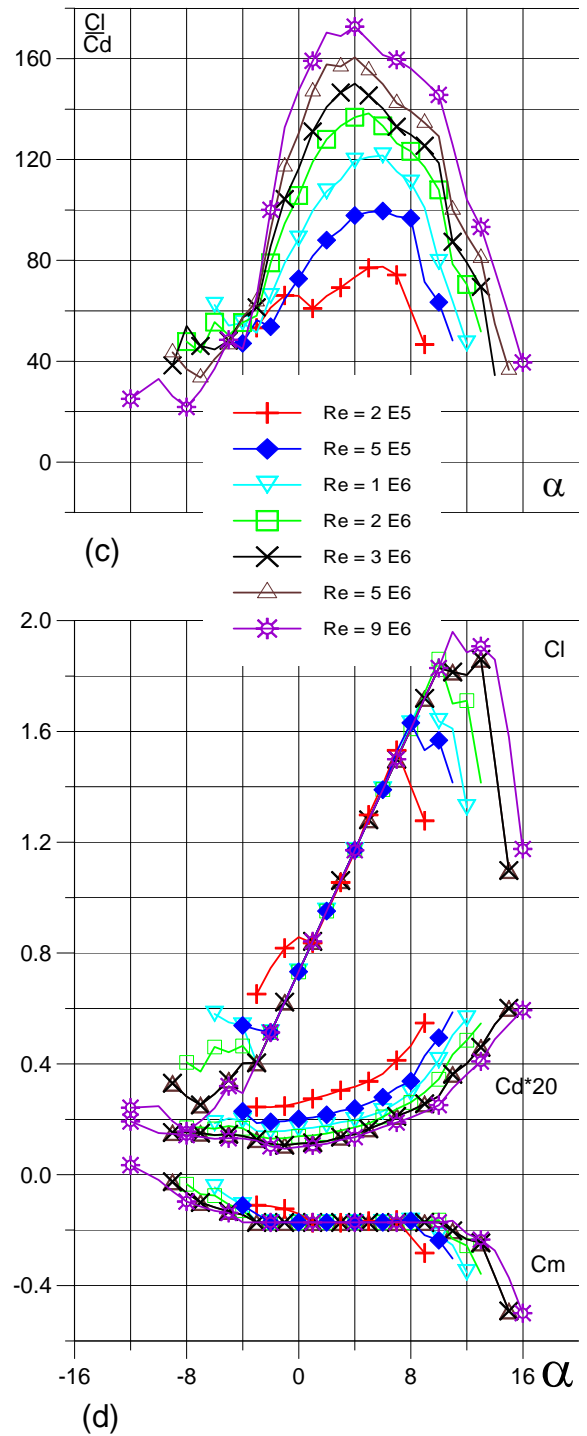 Cl
Cd
160
120
80
40
0
α
(c)
Re = 2 E5
Re = 5 E5
Re = 1 E6
Re = 2 E6
Re = 3 E6
Re = 5 E6
Re = 9 E6
2.0
Cl
1.6
1.2
0.8
0.4
Cd*20
0.0
-0.4
Cm
-16 -8 0 8 16
α
(d)